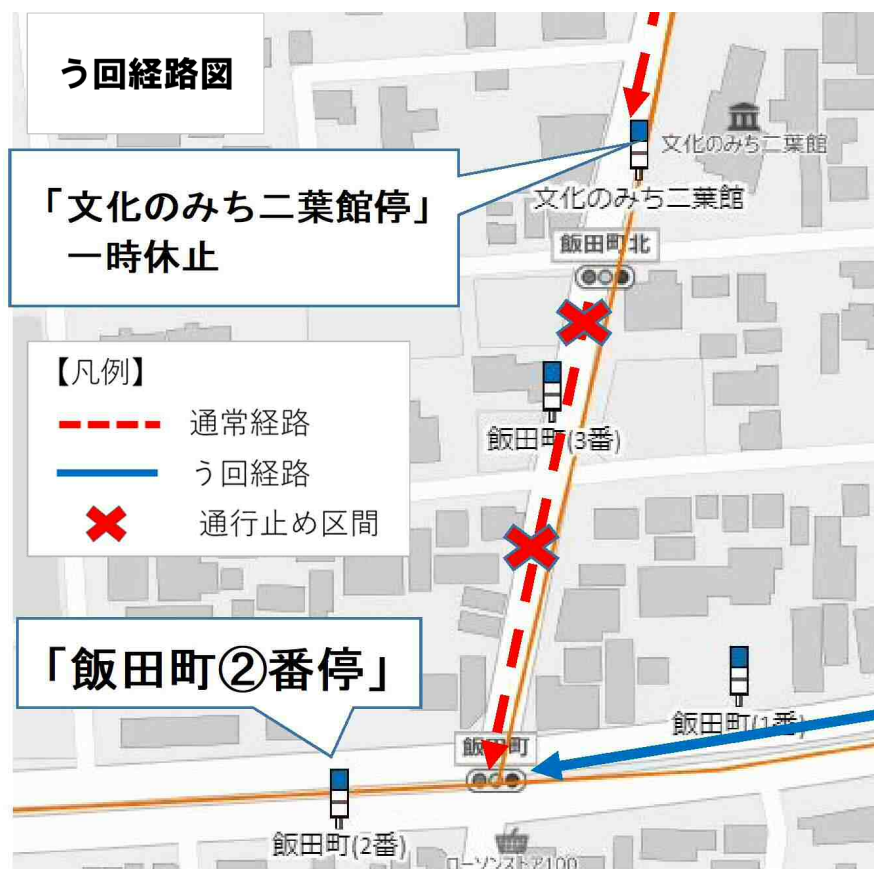 う回経路図
文化のみち二葉館
「文化のみち二葉館停」
一時休止
文化のみち二葉館
飯田町北
【凡例】
通常経路
う回経路
通行止め区間
飯田町(3番)
「飯田町②番停」
飯田町(1番)
飯田町
飯田町(2番)
ローソンストア100